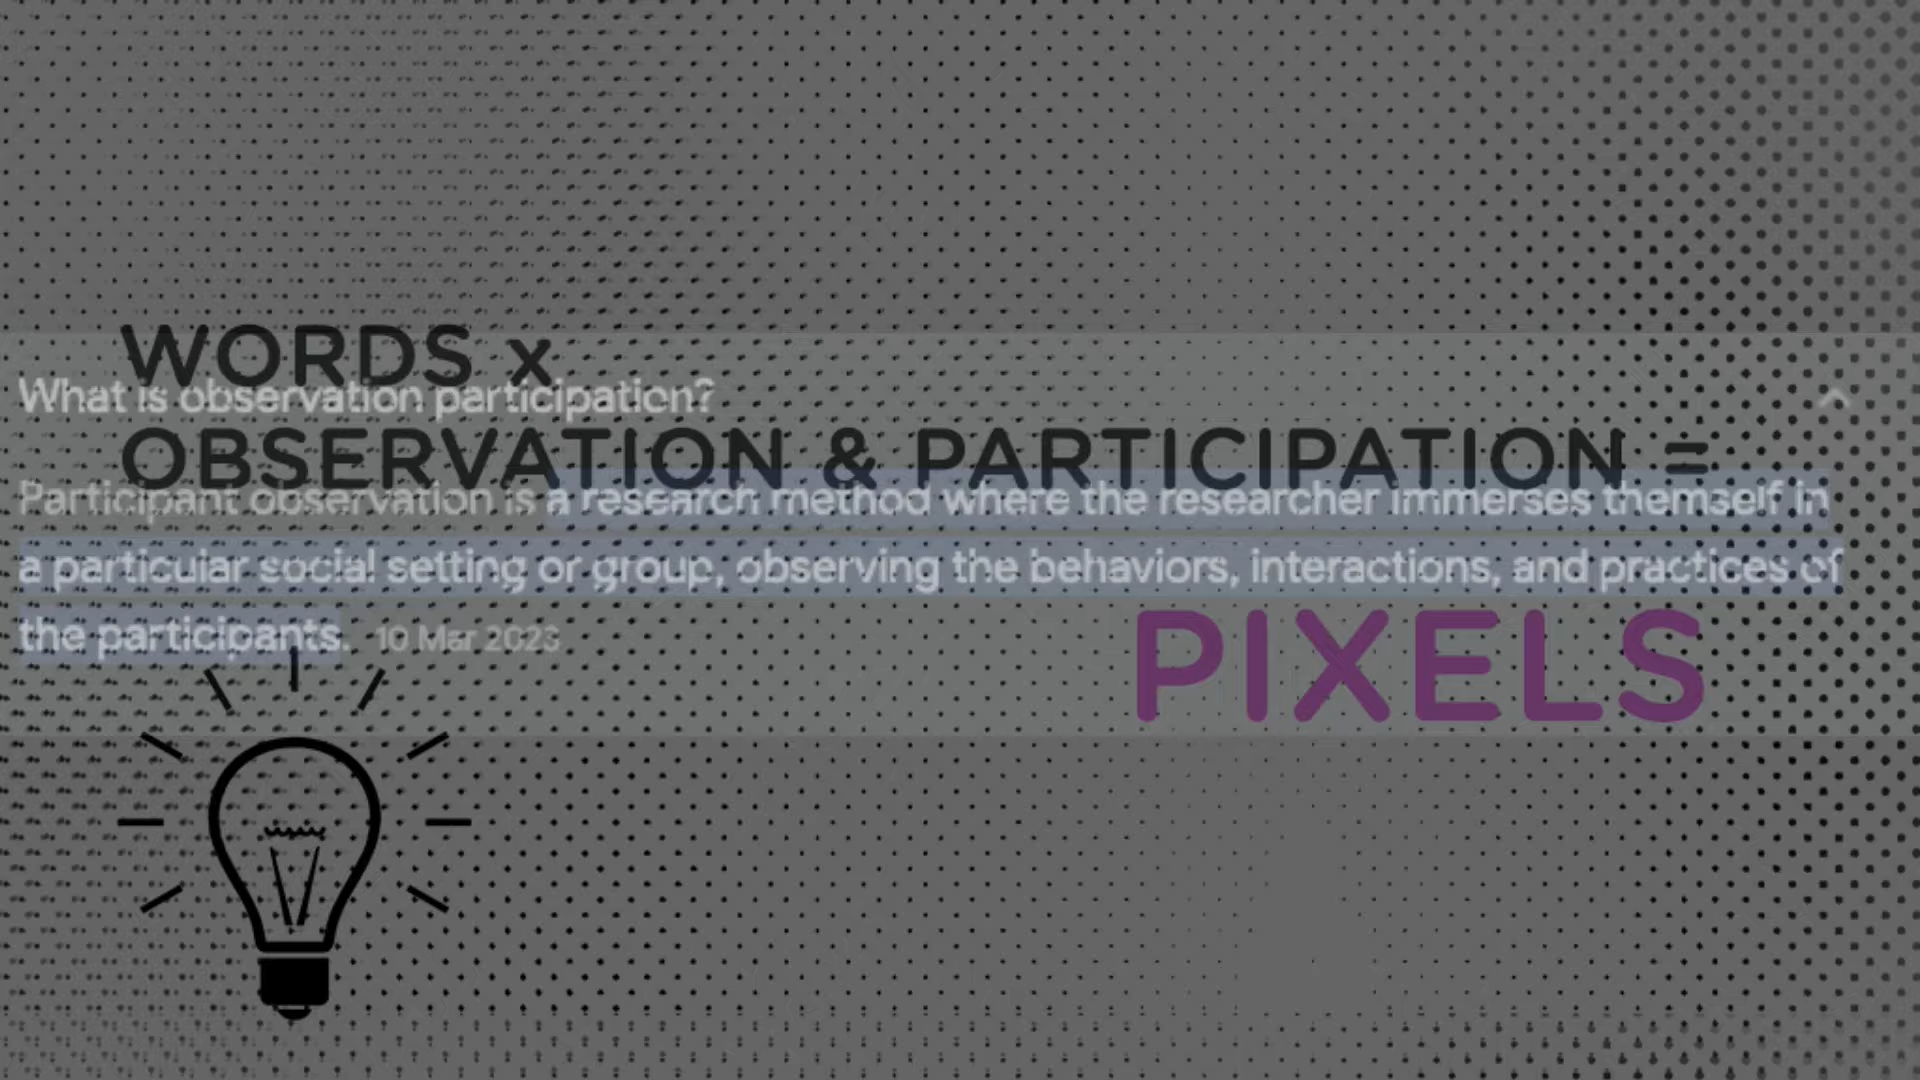 WORDS x
What is observation participation?
OBSERVATION & PARTICIPATION =
Participant observation is a research method where the researcher immerses themself in
a particular social setting or group, observing the behaviors, interactions, and practices of
the participants. 10 Mar 2023
PIXELS